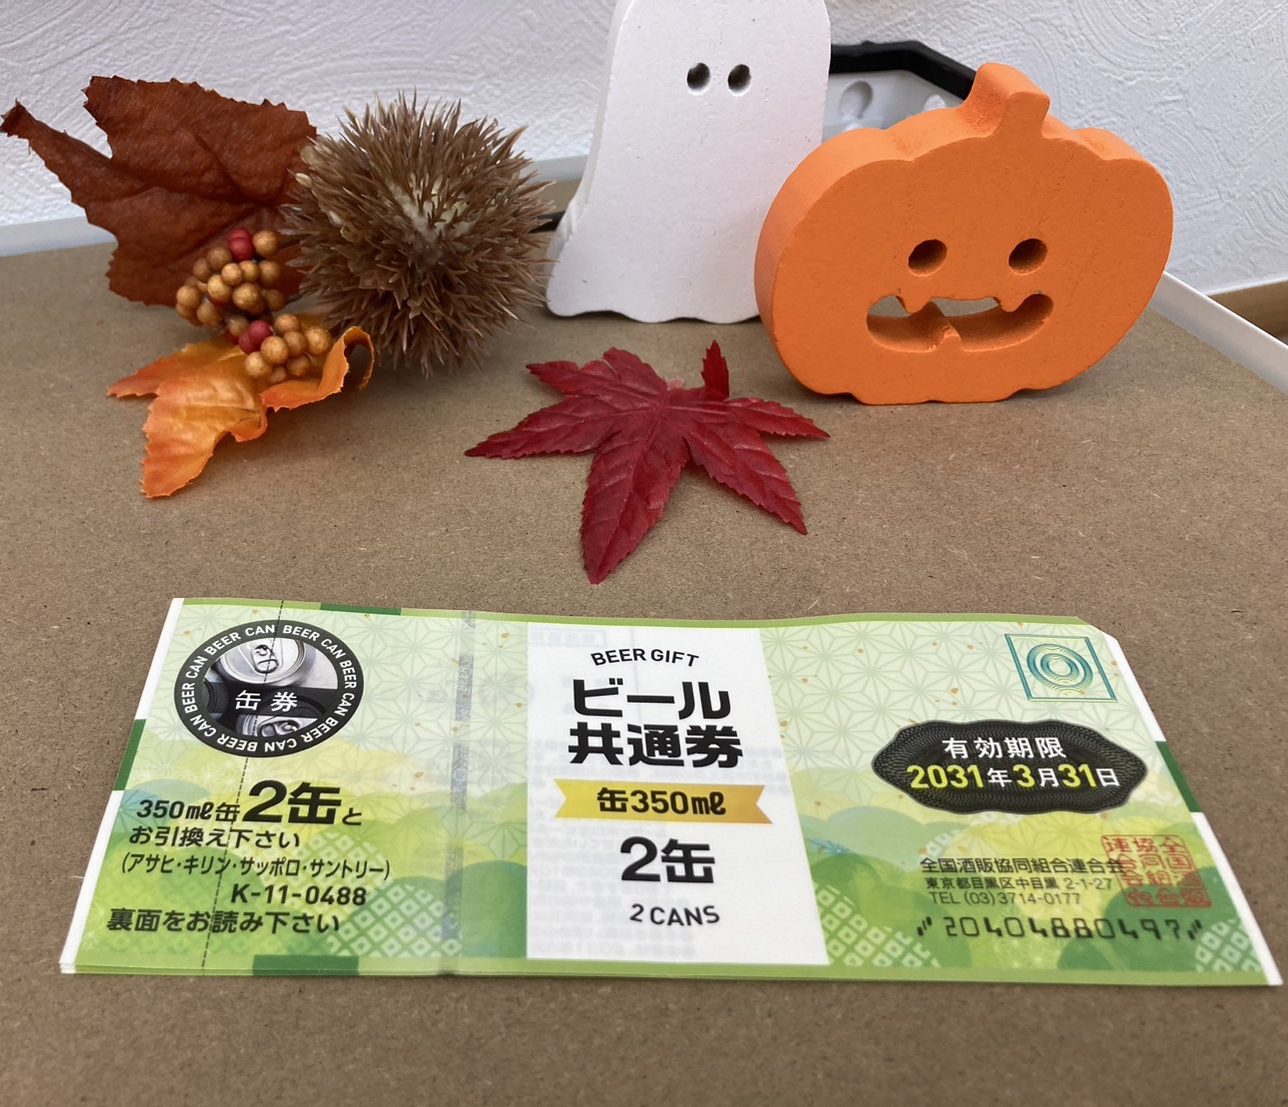 BEER CAN BEER CAN BEER CAN BEER CAN BEER CAN
缶券
350ml缶2缶と
お引換え下さい
(アサヒ・キリン・サッポロ・サントリー)
K-11-0488
裏面をお読み下さい
BEER GIFT
ビール
共通券
缶350ml
2缶
2 CANS
有効期限
2031年3月31日
全国酒販協同組合連合会
東京都目黒区中目黒 2-1-27
TEL (03) 3714-0177
204048804971